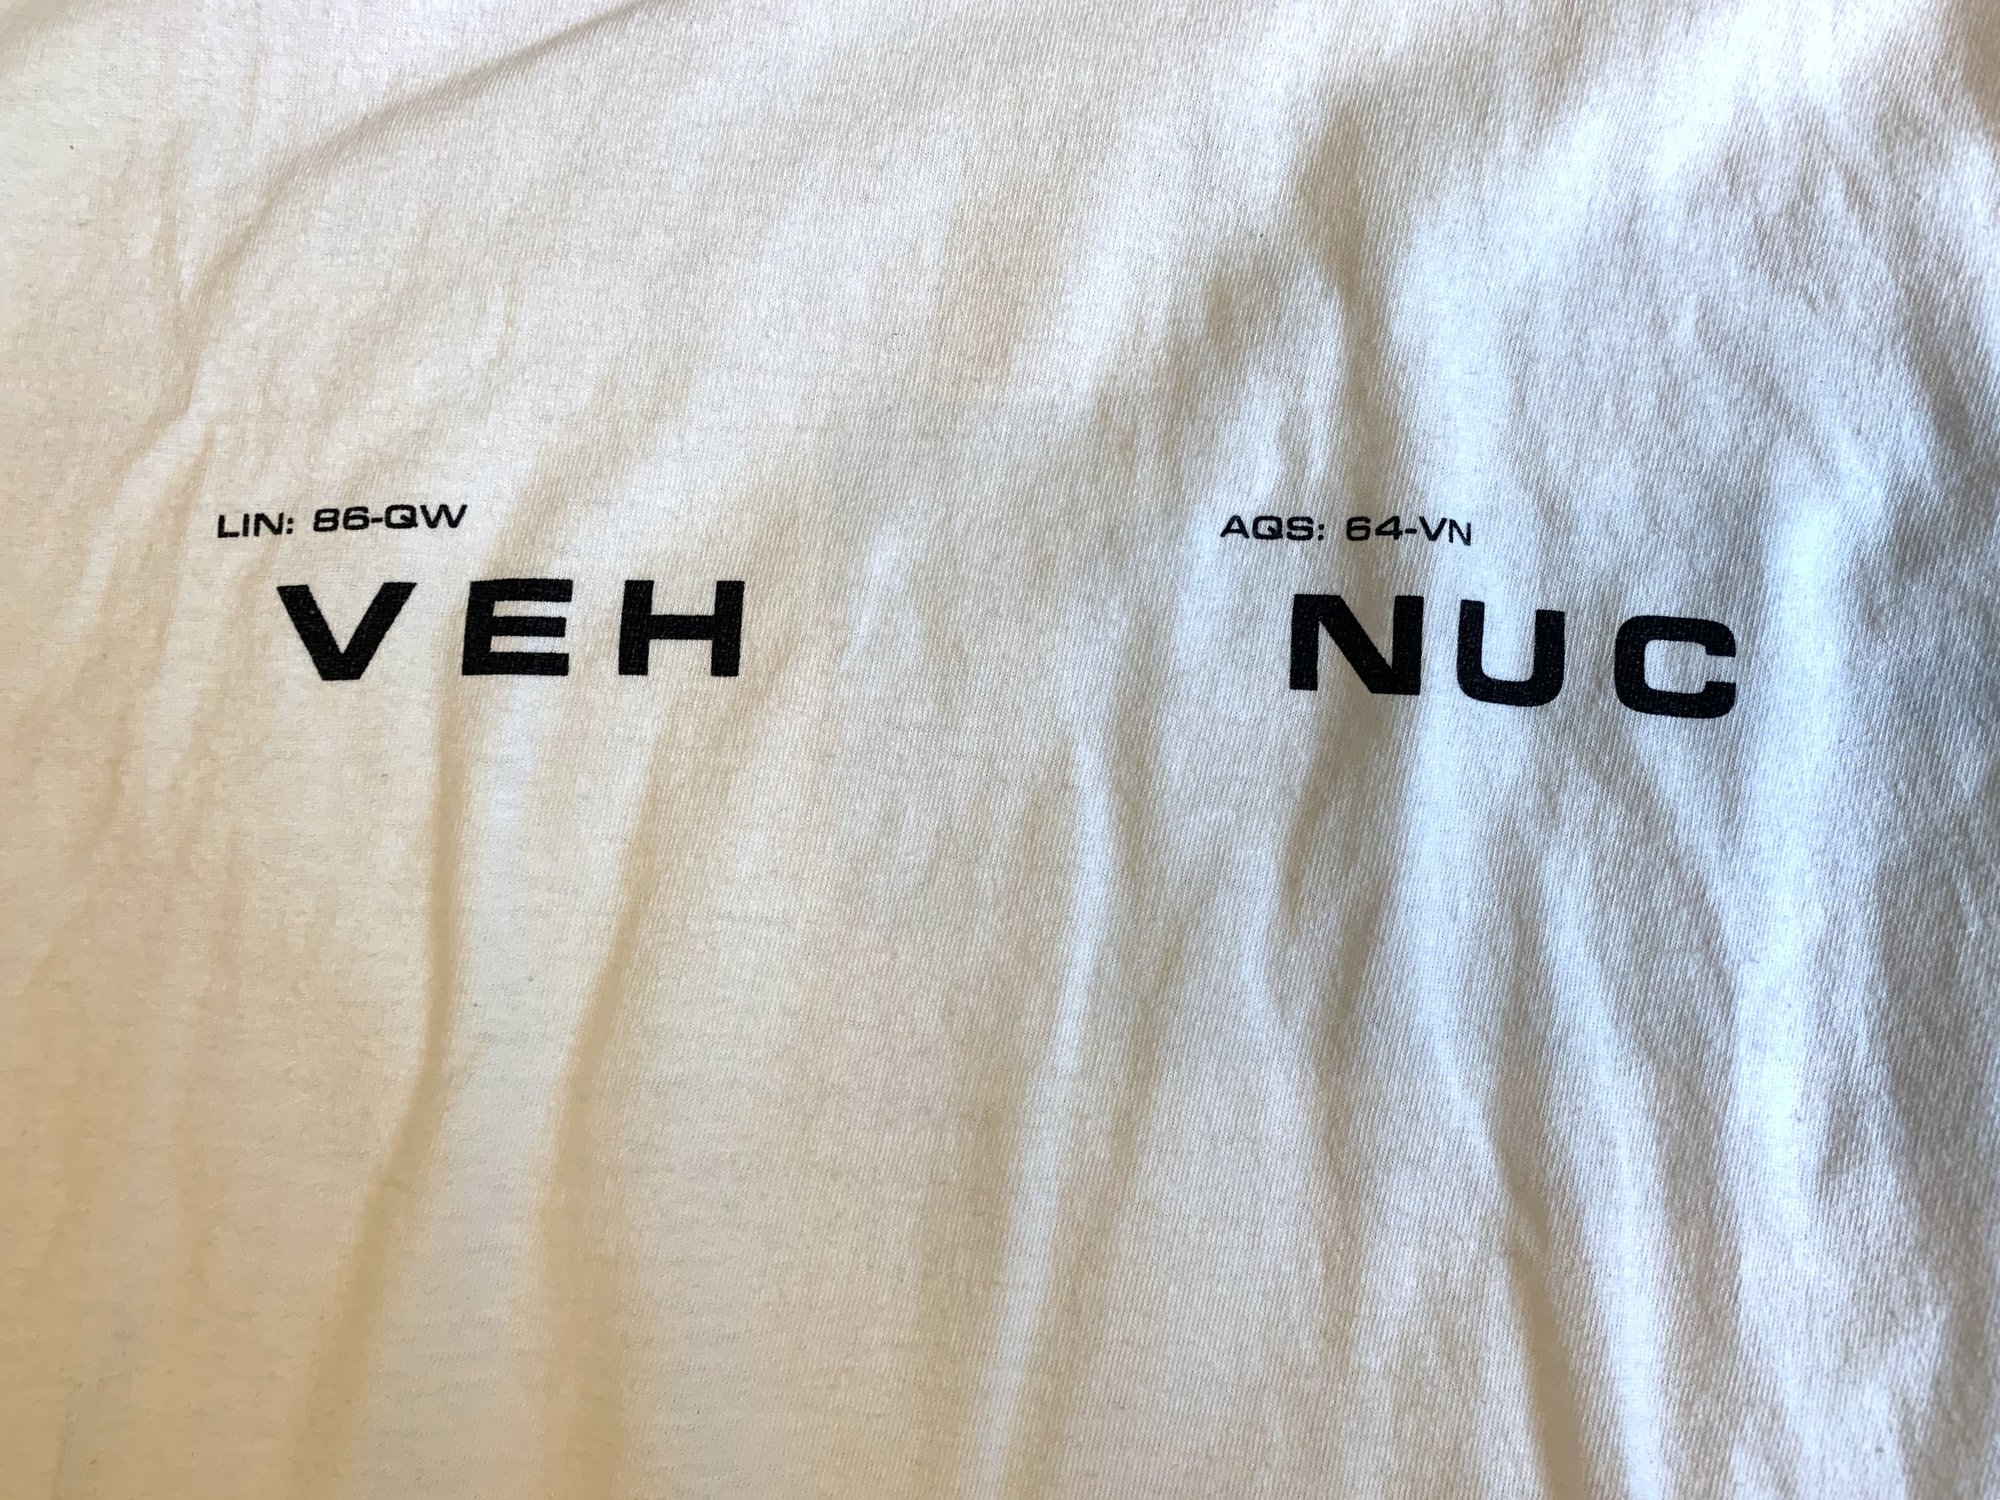 LIN: 86-QW
VEH
AQS: 64-VN
NUC